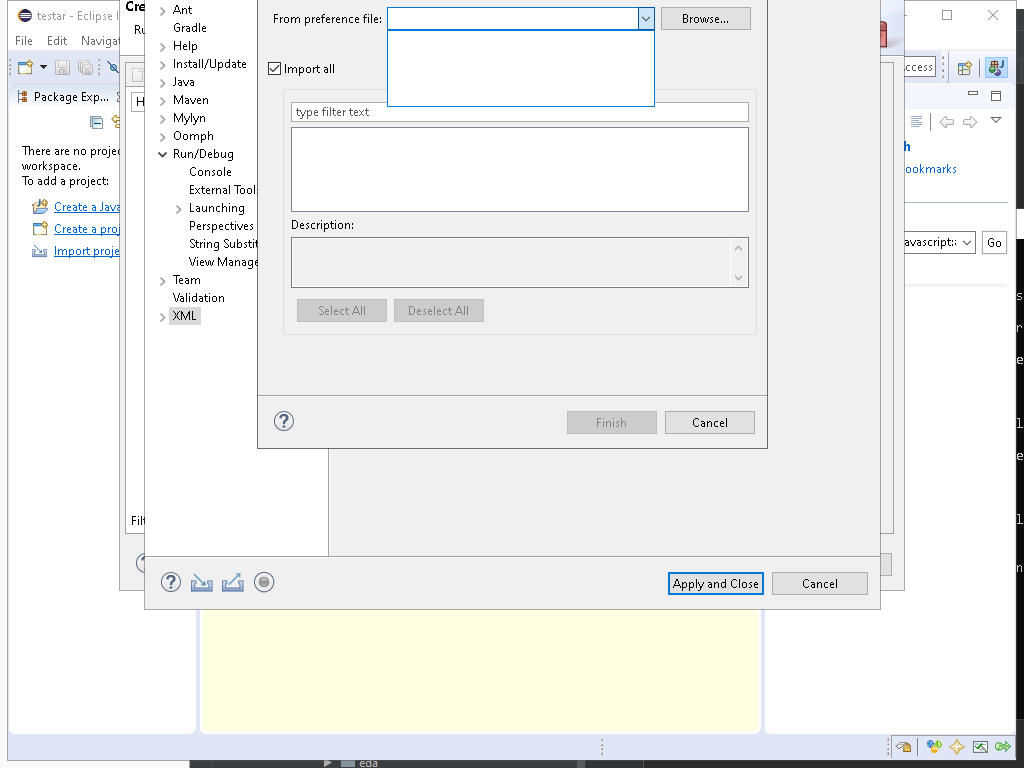 testar - Eclipse I
File Edit Navigat
Cre
Ru
Package Exp...
There are no projec
workspace.
To add a project:
Create a Java
Create a proj
Import proje
H
Filt
Ant
Gradle
Help
Install/Update
Java
Maven
Mylyn
Oomph
Run/Debug
Console
External Tool
Launching
Perspectives
String Substit
View Manage
Team
Validation
XML
From preference file:
Browse...
Import all
type filter text
Description:
Select All Deselect All
Finish Cancel
Apply and Close Cancel
ccess
h
ookmarks
avascript:
Go
s
r
e
l
e
l
n
eda